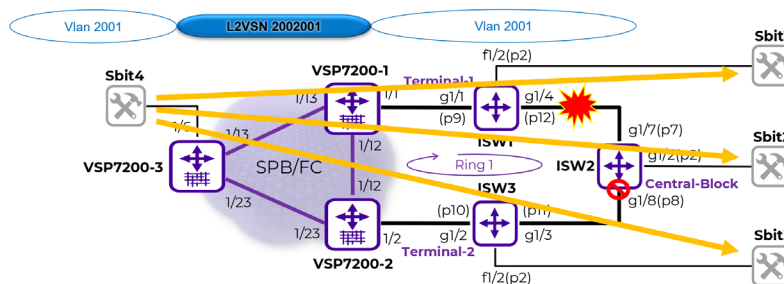 Vlan 2001
L2VSN 2002001
Vlan 2001
Sbit
f1/2(p2)
Sbit4
VSP7200-1
Terminal-1
1/13
1/1
g1/1
g1/4
(p9)
(p12)
ISW1
1/13
1/12
g1/7(p7)
VSP7200-3
SPB/FC
Ring 1
ISW2
g1/2(p2)
Central-Block
g1/8(p8)
1/12
ISW3
1/23
(p10)
(p11)
1/23
1/2
g1/2
g1/3
VSP7200-2
Terminal-2
f1/2(p2)
Sbit